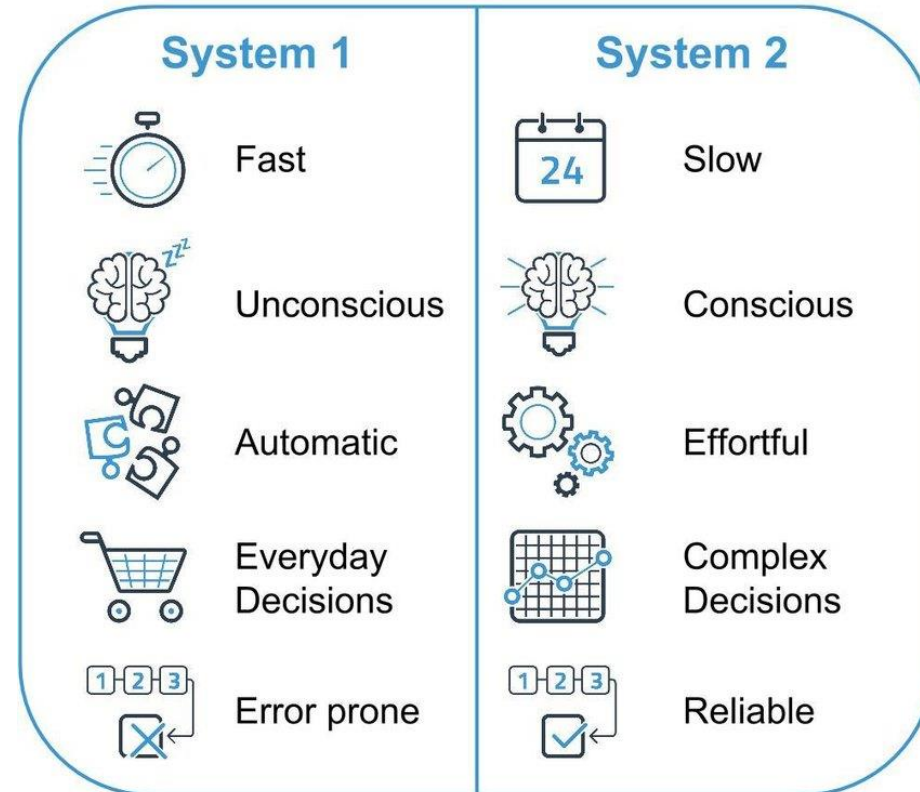 System 1
Fast
zzz
Unconscious
Automatic
Everyday
Decisions
1 2 3
Error prone
System 2
24
Slow
Conscious
Effortful
Complex
Decisions
1 2 3
Reliable